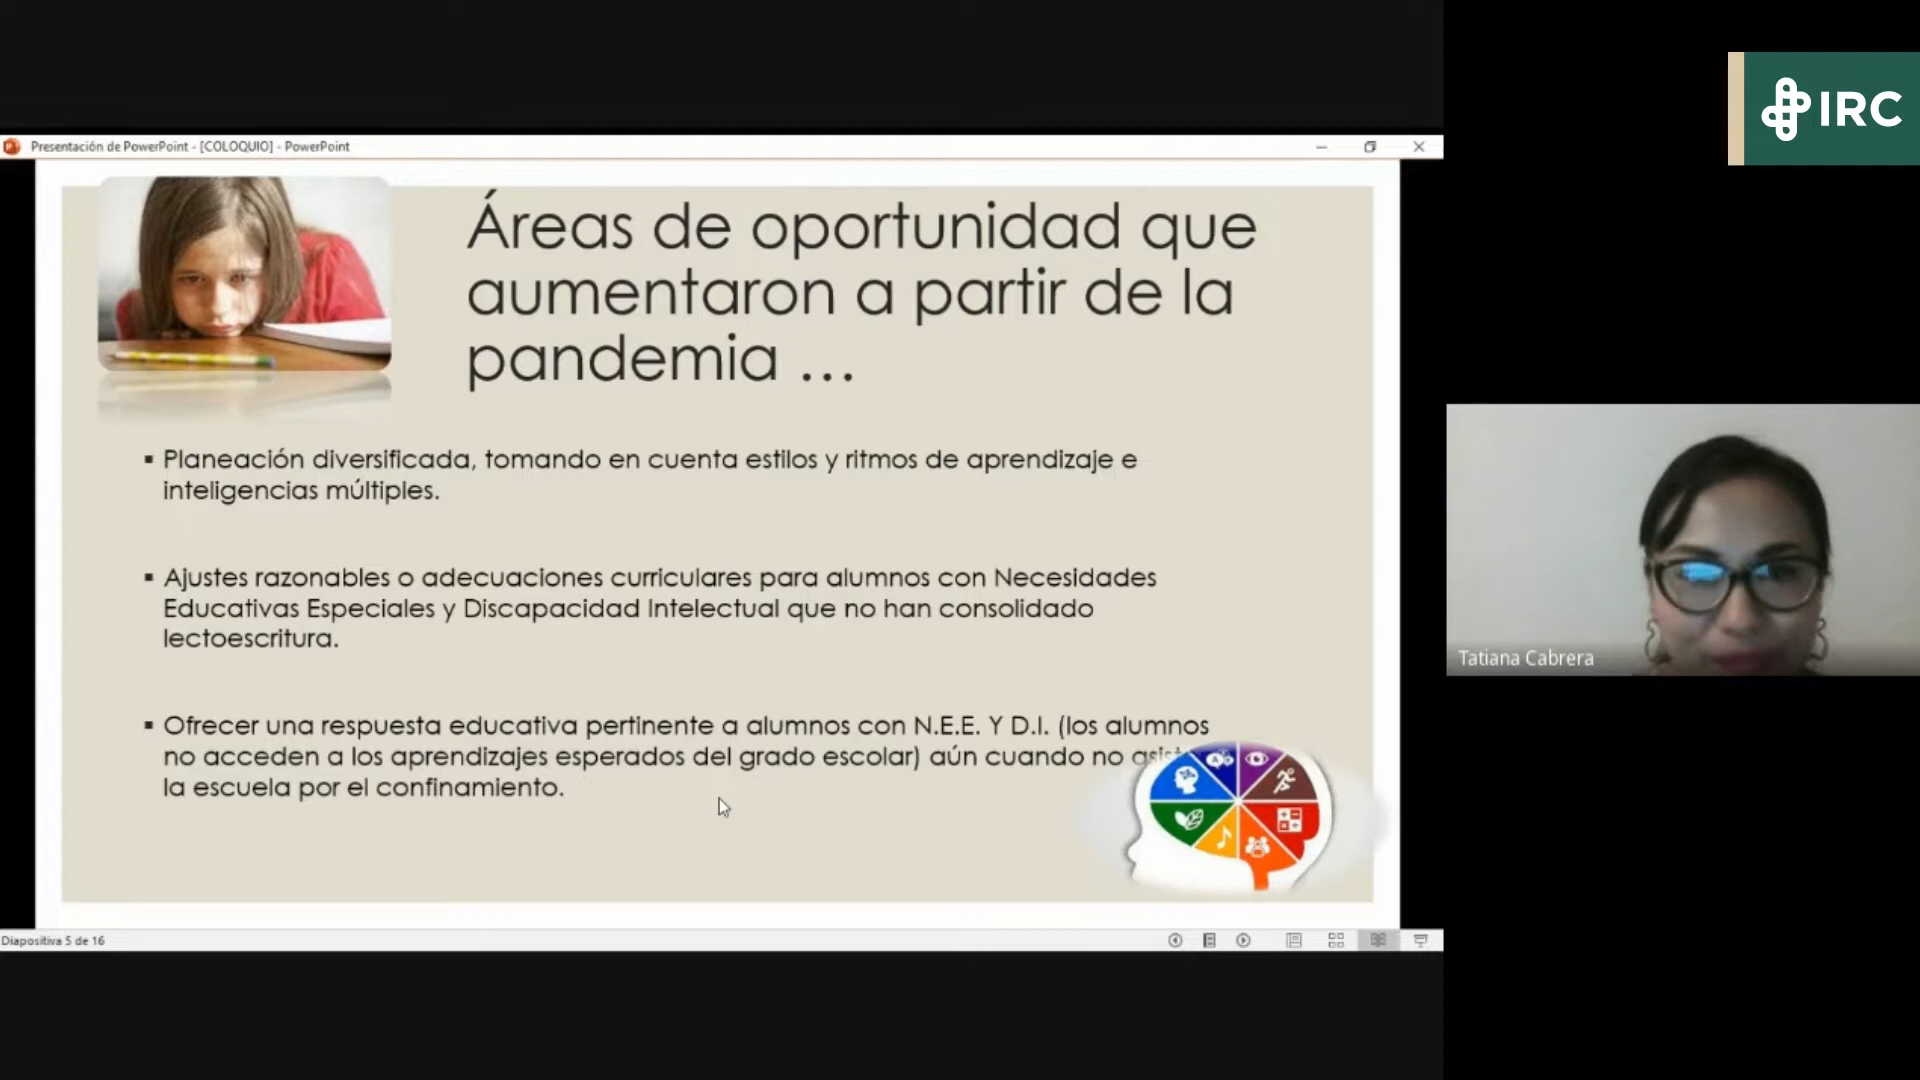 IRC
Presentación de PowerPoint - [COLOQUIO] - PowerPoint
Áreas de oportunidad que
aumentaron a partir de la
pandemia ...
▪ Planeación diversificada, tomando en cuenta estilos y ritmos de aprendizaje e
inteligencias múltiples.
▪ Ajustes razonables o adecuaciones curriculares para alumnos con Necesidades
Educativas Especiales y Discapacidad Intelectual que no han consolidado
lectoescritura.
▪ Ofrecer una respuesta educativa pertinente a alumnos con N.E.E. Y D.I. (los alumnos
no acceden a los aprendizajes esperados del grado escolar) aún cuando no
la escuela por el confinamiento.
Tatiana Cabrera
Diapositiva 5 de 16